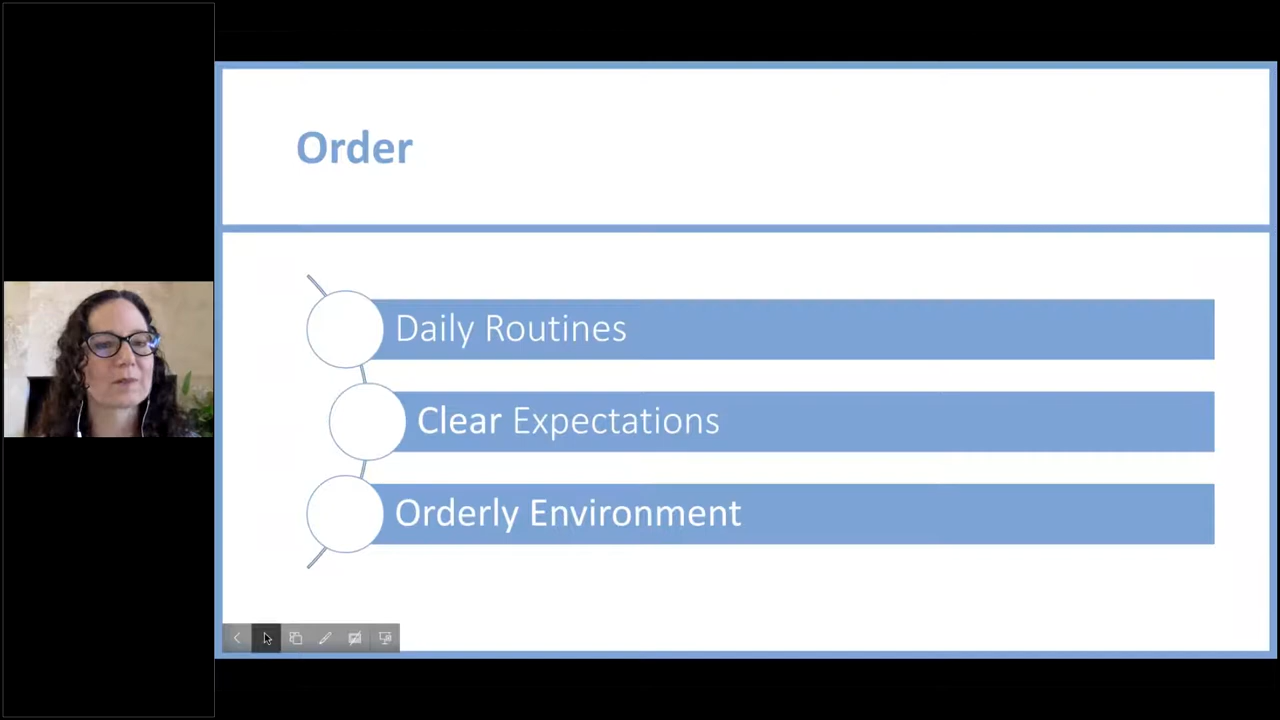 Order
Daily Routines
Clear Expectations
Orderly Environment